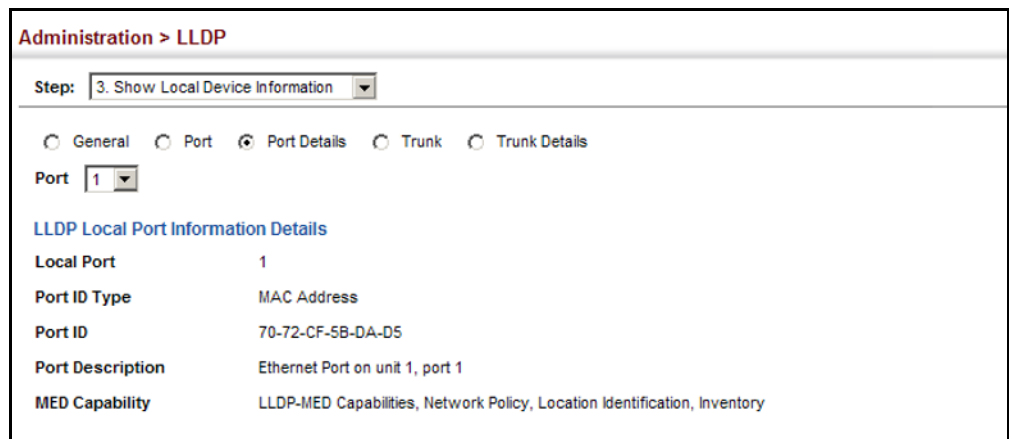 Administration > LLDP
Step: 3. Show Local Device Information
General Port Port Details Trunk Trunk Details
Port 1
LLDP Local Port Information Details
Local Port 1
Port ID Type MAC Address
Port ID 70-72-CF-5B-DA-D5
Port Description Ethernet Port on unit 1, port 1
MED Capability LLDP-MED Capabilities, Network Policy, Location Identification, Inventory